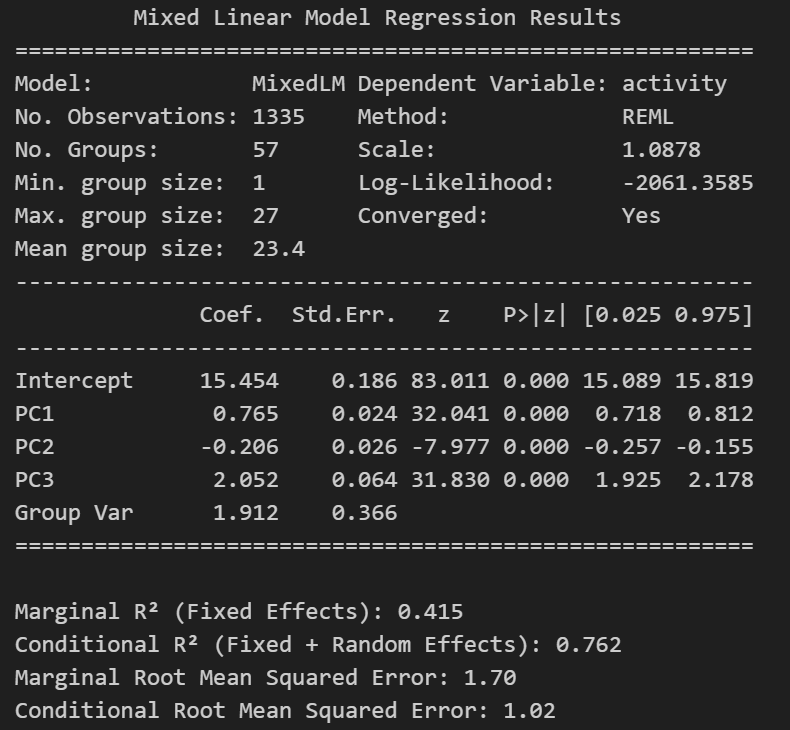 Mixed Linear Model Regression Results
========================================================
Model:            MixedLM Dependent Variable: activity
No. Observations: 1335    Method:             REML
No. Groups:       57      Scale:              1.0878
Min. group size:  1       Log-Likelihood:     -2061.3585
Max. group size:  27      Converged:          Yes
Mean group size:  23.4
--------------------------------------------------------
              Coef.  Std.Err.   z    P>|z| [0.025 0.975]
--------------------------------------------------------
Intercept     15.454    0.186 83.011 0.000 15.089 15.819
PC1            0.765    0.024 32.041 0.000  0.718  0.812
PC2           -0.206    0.026 -7.977 0.000 -0.257 -0.155
PC3            2.052    0.064 31.830 0.000  1.925  2.178
Group Var      1.912    0.366
========================================================
Marginal R² (Fixed Effects): 0.415
Conditional R² (Fixed + Random Effects): 0.762
Marginal Root Mean Squared Error: 1.70
Conditional Root Mean Squared Error: 1.02